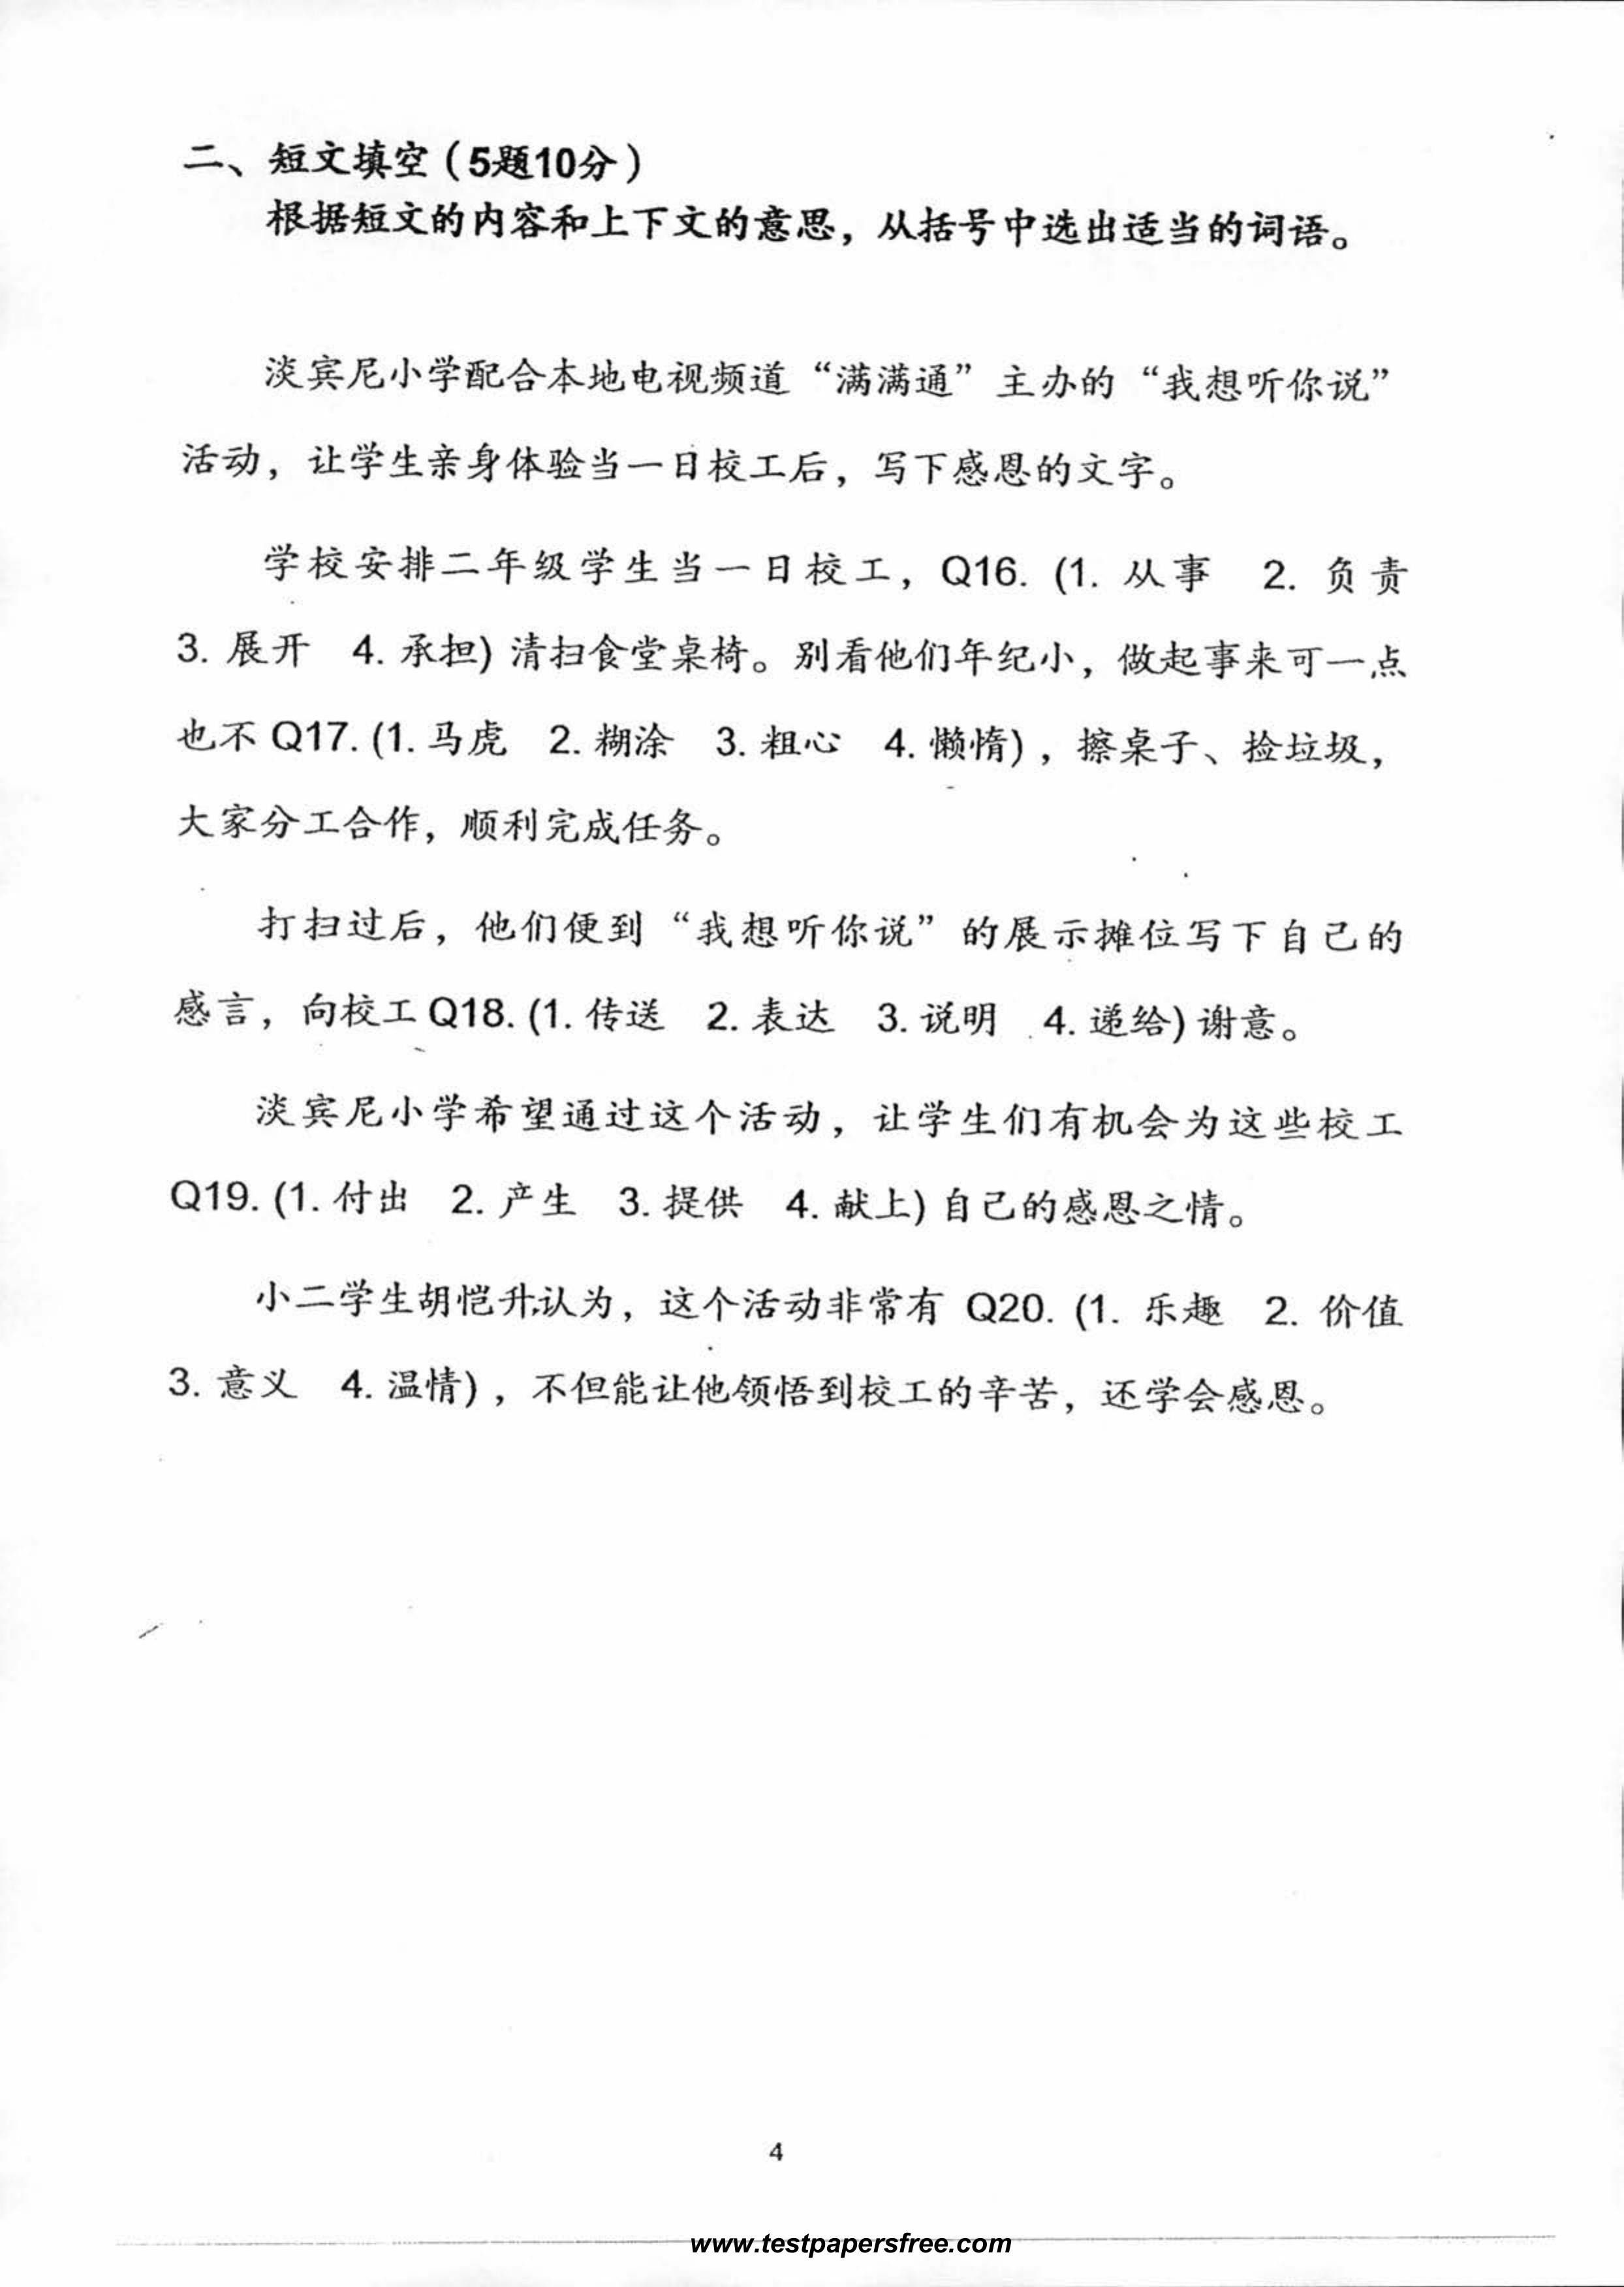 二、短文填空（5题10分）
根据短文的内容和上下文的意思，从括号中选出适当的词语。
淡宾尼小学配合本地电视频道“满满通”主办的“我想听你说”
活动，让学生亲身体验当一日校工后，写下感恩的文字。
学校安排二年级学生当一日校工，Q16. (1. 从事 2. 负责
3. 展开 4. 承担) 清扫食堂桌椅。别看他们年纪小，做起事来可一点
也不 Q17. (1. 马虎 2. 糊涂 3. 粗心 4. 懒惰)，擦桌子、捡垃圾，
大家分工合作，顺利完成任务。
打扫过后，他们便到“我想听你说”的展示摊位写下自己的
感言，向校工 Q18. (1. 传送 2. 表达 3. 说明 4. 递给) 谢意。
淡宾尼小学希望通过这个活动，让学生们有机会为这些校工
Q19. (1. 付出 2. 产生 3. 提供 4. 献上) 自己的感恩之情。
小二学生胡恺升认为，这个活动非常有 Q20. (1. 乐趣 2. 价值
3. 意义 4. 温情)，不但能让他领悟到校工的辛苦，还学会感恩。
4
www.testpapersfree.com